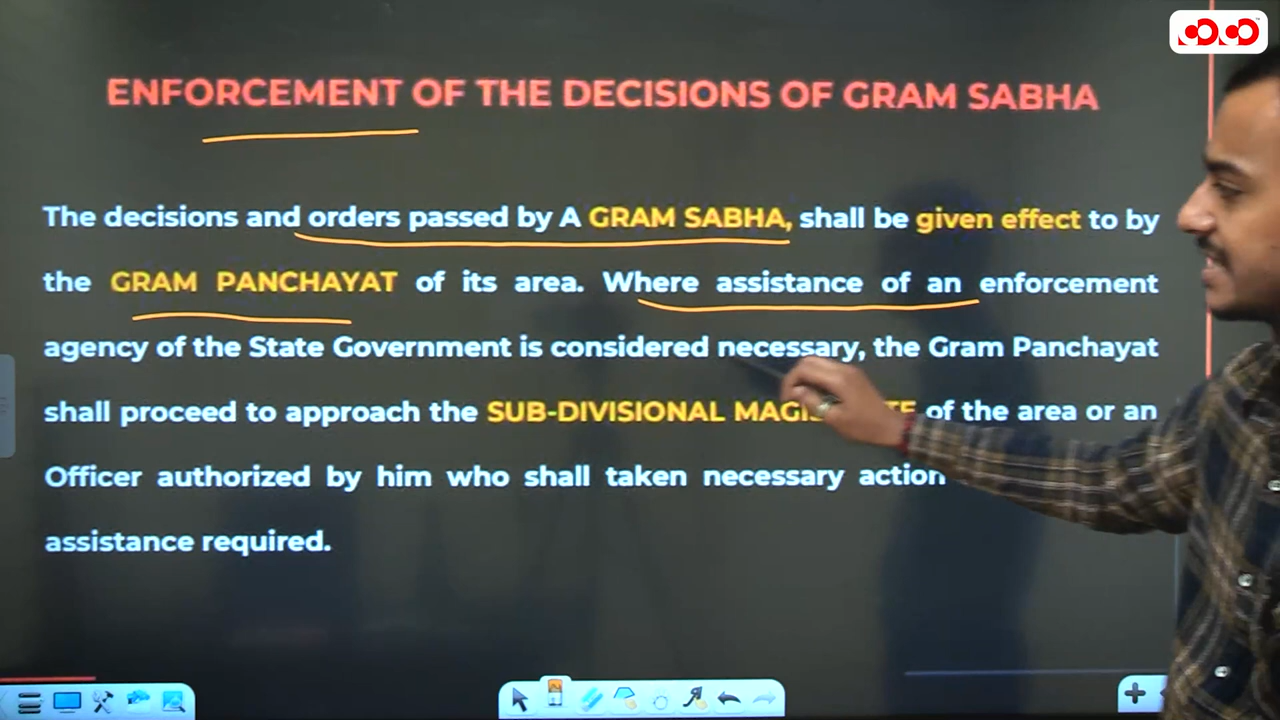 ENFORCEMENT OF THE DECISIONS OF GRAM SABHA
The decisions and orders passed by A GRAM SABHA, shall be given effect to by
the GRAM PANCHAYAT of its area. Where assistance of an enforcement
agency of the State Government is considered necessary, the Gram Panchayat
shall proceed to approach the SUB-DIVISIONAL of the area or an
Officer authorized by him who shall taken necessary action
assistance required.